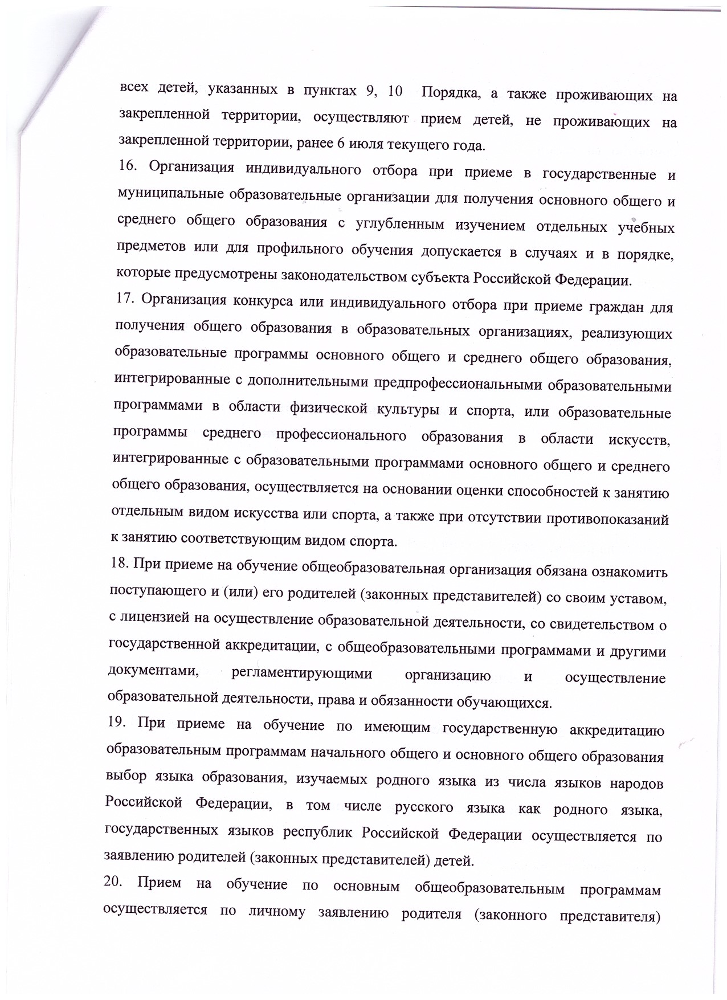 всех детей, указанных в пунктах 9, 10 Порядка, а также проживающих на
закрепленной территории, осуществляют прием детей, не проживающих на
закрепленной территории, ранее 6 июля текущего года.
16. Организация индивидуального отбора при приеме в государственные и
муниципальные образовательные организации для получения основного общего и
среднего общего образования с углубленным изучением отдельных учебных
предметов или для профильного обучения допускается в случаях и в порядке,
которые предусмотрены законодательством субъекта Российской Федерации.
17. Организация конкурса или индивидуального отбора при приеме граждан для
получения общего образования в образовательных организациях, реализующих
образовательные программы основного общего и среднего общего образования,
интегрированные с дополнительными предпрофессиональными образовательными
программами в области физической культуры и спорта, или образовательные
программы среднего профессионального образования в области искусств,
интегрированные с образовательными программами основного общего и среднего
общего образования, осуществляется на основании оценки способностей к занятию
отдельным видом искусства или спорта, а также при отсутствии противопоказаний
к занятию соответствующим видом спорта.
18. При приеме на обучение общеобразовательная организация обязана ознакомить
поступающего и (или) его родителей (законных представителей) со своим уставом,
с лицензией на осуществление образовательной деятельности, со свидетельством о
государственной аккредитации, с общеобразовательными программами и другими
документами, регламентирующими организацию и осуществление
образовательной деятельности, права и обязанности обучающихся.
19. При приеме на обучение по имеющим государственную аккредитацию
образовательным программам начального общего и основного общего образования
выбор языка образования, изучаемых родного языка из числа языков народов
Российской Федерации, в том числе русского языка как родного языка,
государственных языков республик Российской Федерации осуществляется по
заявлению родителей (законных представителей) детей.
20. Прием на обучение по основным общеобразовательным программам
осуществляется по личному заявлению родителя (законного представителя)